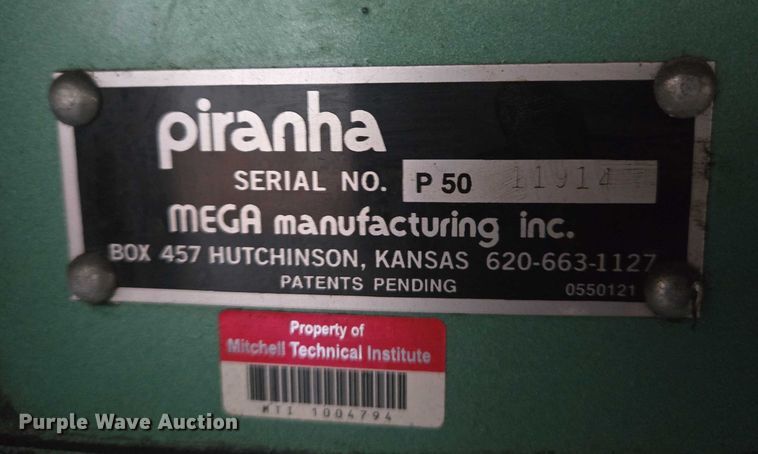 piranha
SERIAL NO. P 50 11914
MEGA manufacturing inc.
BOX 457 HUTCHINSON, KANSAS 620-663-1127
PATENTS PENDING 0550121
Property of
Mitchell Technical Institute
MTI 1004794
Purple Wave Auction